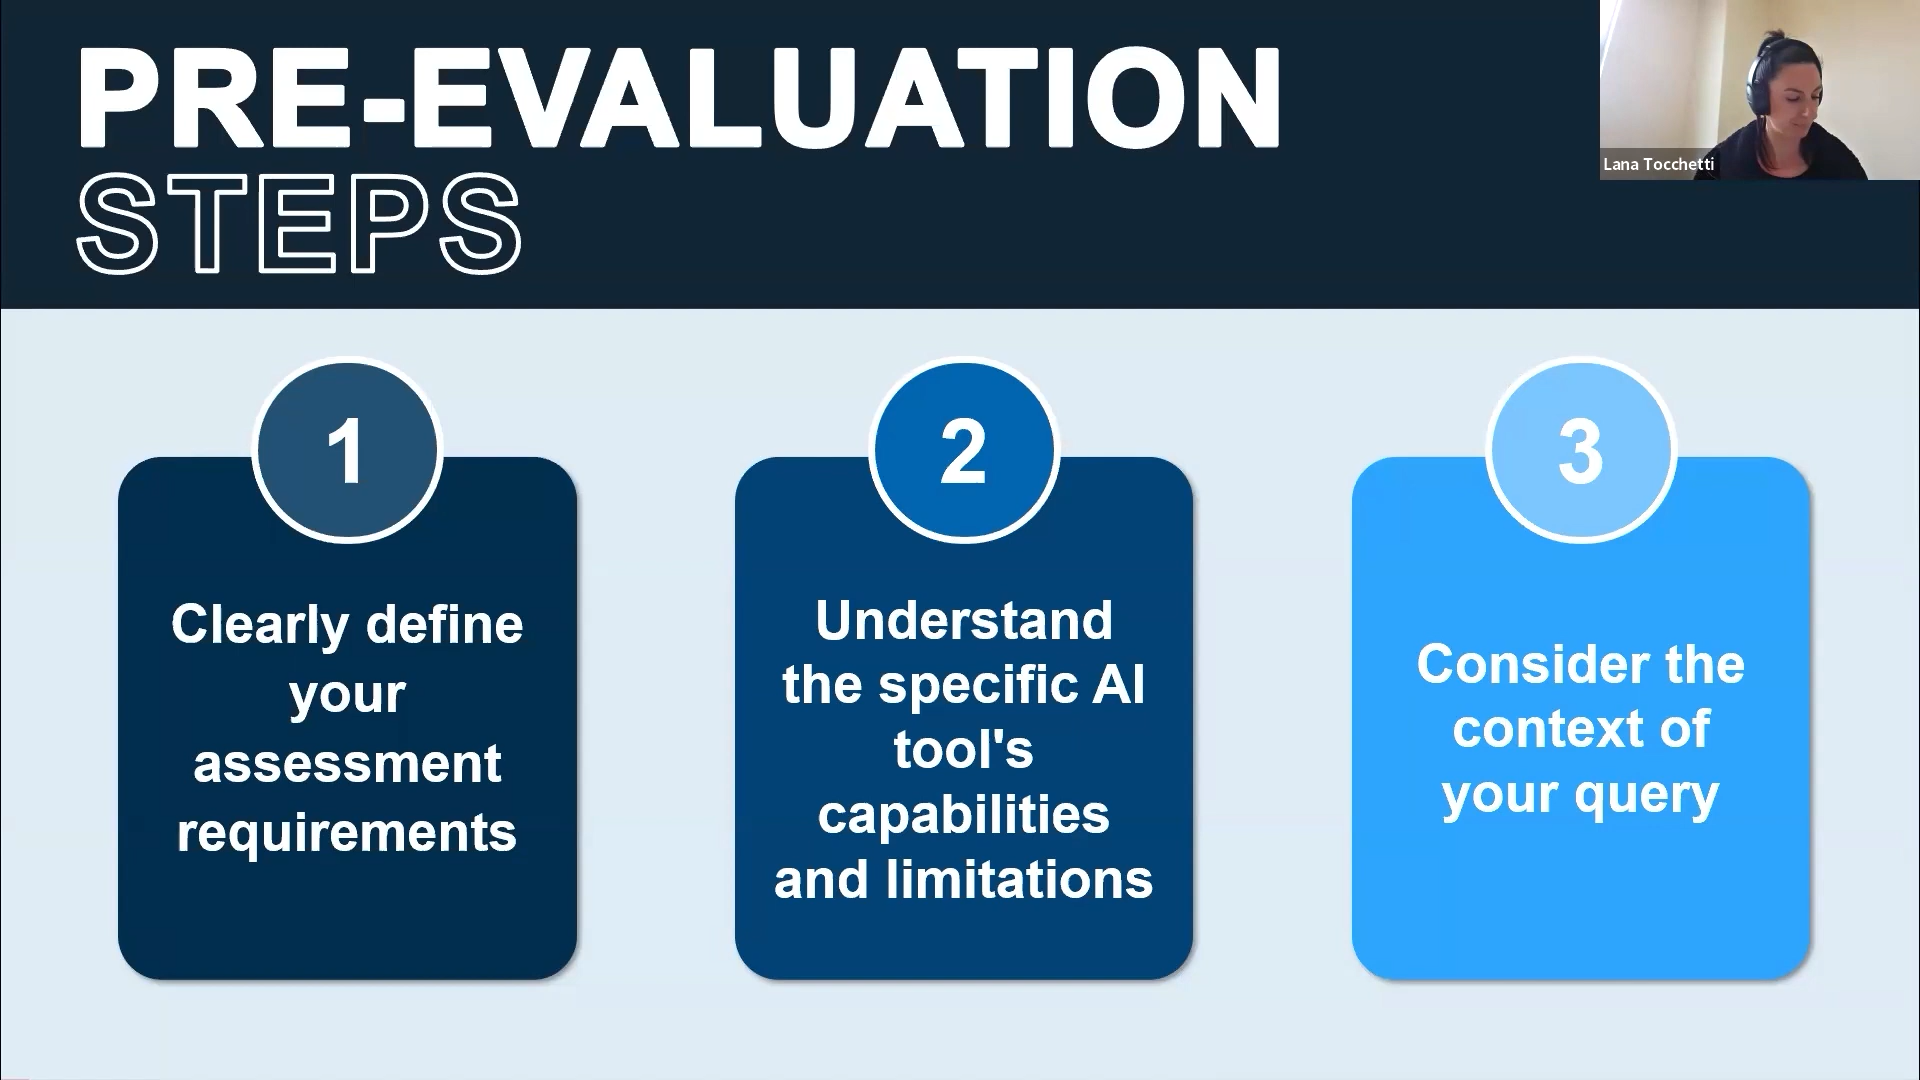 PRE-EVALUATION
STEPS
Lana Tocchetti
1
Clearly define
your
assessment
requirements
2
Understand
the specific AI
tool's
capabilities
and limitations
3
Consider the
context of
your query